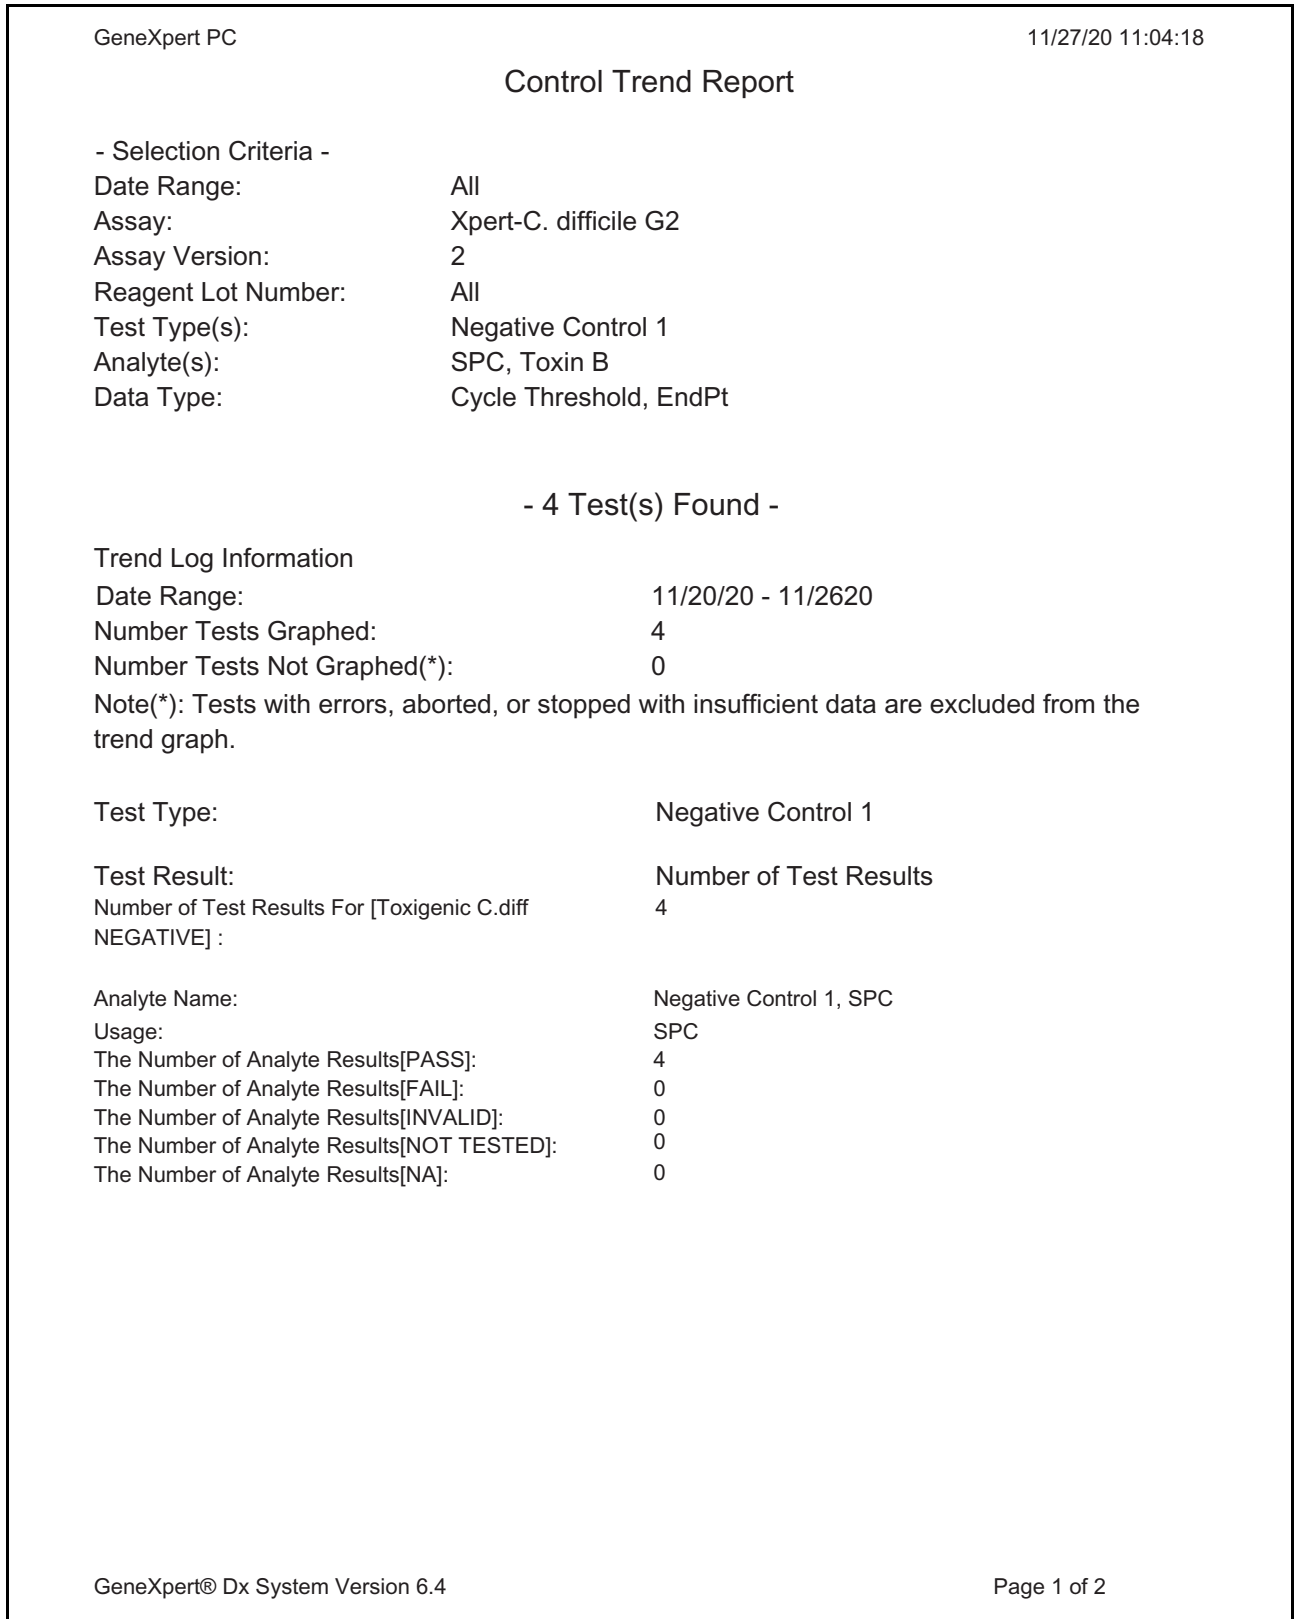 GeneXpert PC 11/27/20 11:04:18
Control Trend Report
- Selection Criteria -
Date Range: All
Assay: Xpert-C. difficile G2
Assay Version: 2
Reagent Lot Number: All
Test Type(s): Negative Control 1
Analyte(s): SPC, Toxin B
Data Type: Cycle Threshold, EndPt
- 4 Test(s) Found -
Trend Log Information
Date Range: 11/20/20 - 11/2620
Number Tests Graphed: 4
Number Tests Not Graphed(*): 0
Note(*): Tests with errors, aborted, or stopped with insufficient data are excluded from the
trend graph.
Test Type: Negative Control 1
Test Result: Number of Test Results
Number of Test Results For [Toxigenic C.diff 4
NEGATIVE] :
Analyte Name: Negative Control 1, SPC
Usage: SPC
The Number of Analyte Results[PASS]: 4
The Number of Analyte Results[FAIL]: 0
The Number of Analyte Results[INVALID]: 0
The Number of Analyte Results[NOT TESTED]: 0
The Number of Analyte Results[NA]: 0
GeneXpert® Dx System Version 6.4 Page 1 of 2